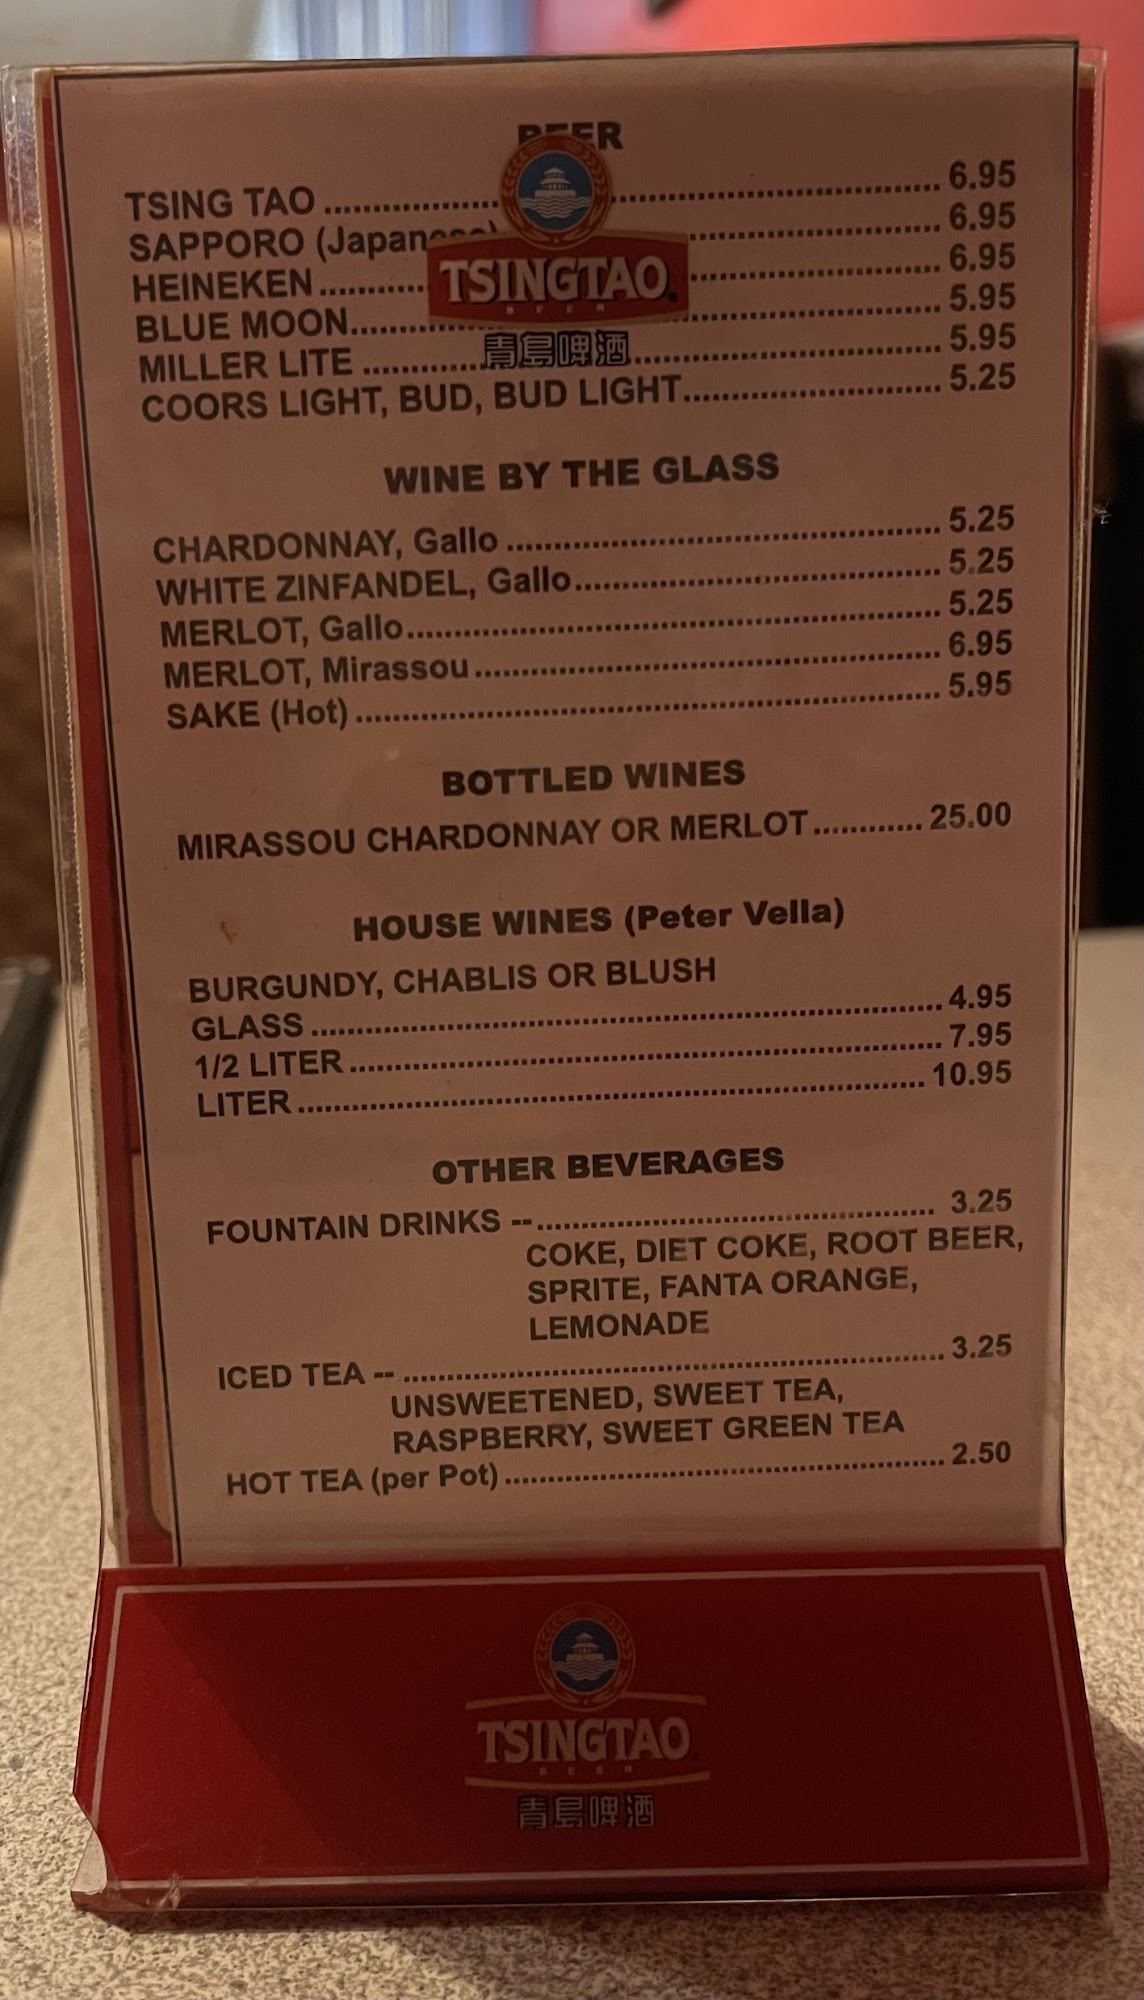 BEER
TSING TAO ........................ 6.95
SAPPORO (Japanese) ........................ 6.95
HEINEKEN ........................ 6.95
BLUE MOON ........................ 5.95
MILLER LITE ........................ 5.95
COORS LIGHT, BUD, BUD LIGHT ........................ 5.25
TSINGTAO
BEER
青島啤酒
WINE BY THE GLASS
CHARDONNAY, Gallo ........................ 5.25
WHITE ZINFANDEL, Gallo ........................ 5.25
MERLOT, Gallo ........................ 5.25
MERLOT, Mirassou ........................ 6.95
SAKE (Hot) ........................ 5.95
BOTTLED WINES
MIRASSOU CHARDONNAY OR MERLOT ............ 25.00
HOUSE WINES (Peter Vella)
BURGUNDY, CHABLIS OR BLUSH
GLASS ........................ 4.95
1/2 LITER ........................ 7.95
LITER ........................ 10.95
OTHER BEVERAGES
FOUNTAIN DRINKS -- ........................ 3.25
COKE, DIET COKE, ROOT BEER,
SPRITE, FANTA ORANGE,
LEMONADE
ICED TEA -- ........................ 3.25
UNSWEETENED, SWEET TEA,
RASPBERRY, SWEET GREEN TEA
HOT TEA (per Pot) ........................ 2.50
TSINGTAO
BEER
青島啤酒